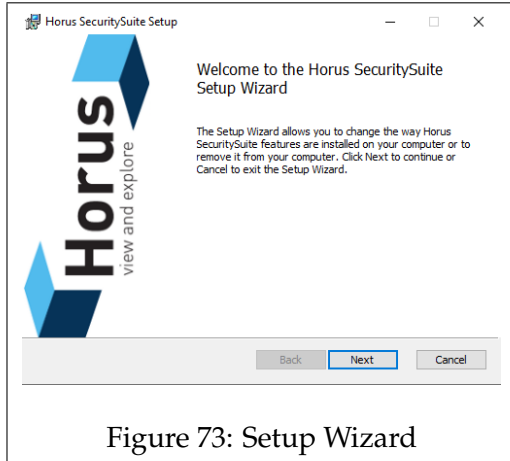 Horus SecuritySuite Setup
Horus
view and explore
Welcome to the Horus SecuritySuite
Setup Wizard
The Setup Wizard allows you to change the way Horus
SecuritySuite features are installed on your computer or to
remove it from your computer. Click Next to continue or
Cancel to exit the Setup Wizard.
Back Next Cancel
Figure 73: Setup Wizard